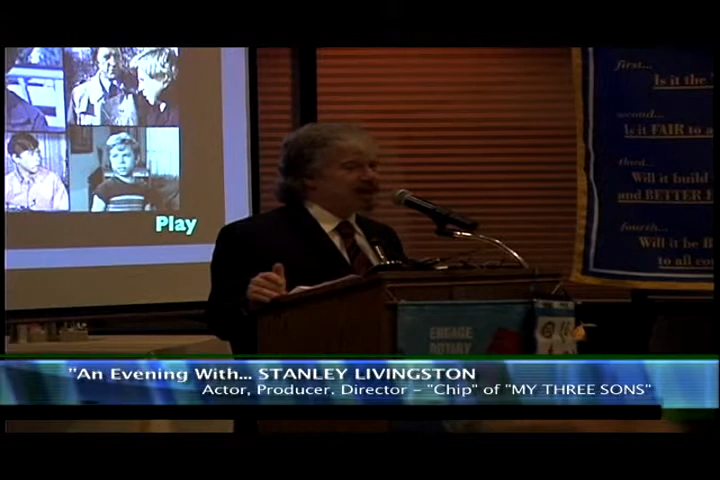 first...
Is it the
second...
Is it FAIR to a
third...
Will it build
and BETTER F
fourth...
Will it be B
to all co
Play
ENGAGE
ROTARY
"An Evening With... STANLEY LIVINGSTON
Actor, Producer, Director - "Chip" of "MY THREE SONS"